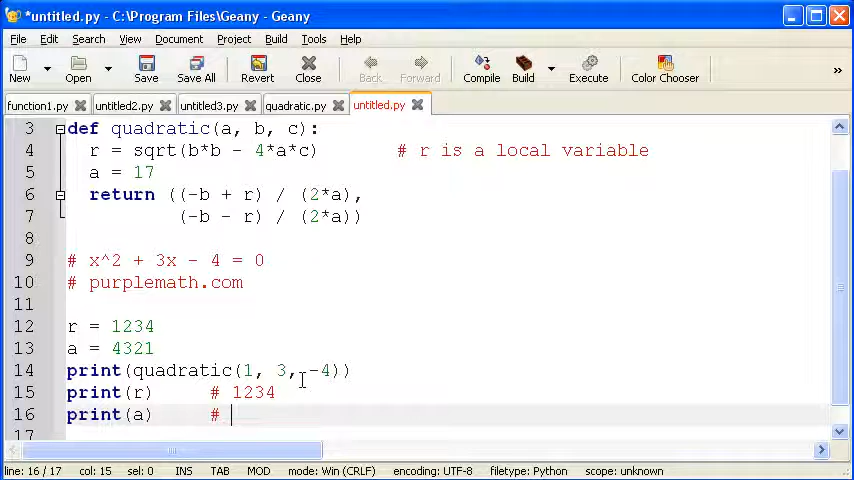 *untitled.py - C:\Program Files\Geany - Geany
File Edit Search View Document Project Build Tools Help
New Open Save Save All Revert Close Back Forward Compile Build Execute Color Chooser »
function1.py untitled2.py untitled3.py quadratic.py untitled.py
3 def quadratic(a, b, c):
4 r = sqrt(b*b - 4*a*c) # r is a local variable
5 a = 17
6 return ((-b + r) / (2*a),
7 (-b - r) / (2*a))
8
9 # x^2 + 3x - 4 = 0
10 # purplemath.com
11
12 r = 1234
13 a = 4321
14 print(quadratic(1, 3, -4))
15 print(r) # 1234
16 print(a) #
17
line: 16 / 17 col: 15 sel: 0 INS TAB MOD mode: Win (CRLF) encoding: UTF-8 filetype: Python scope: unknown